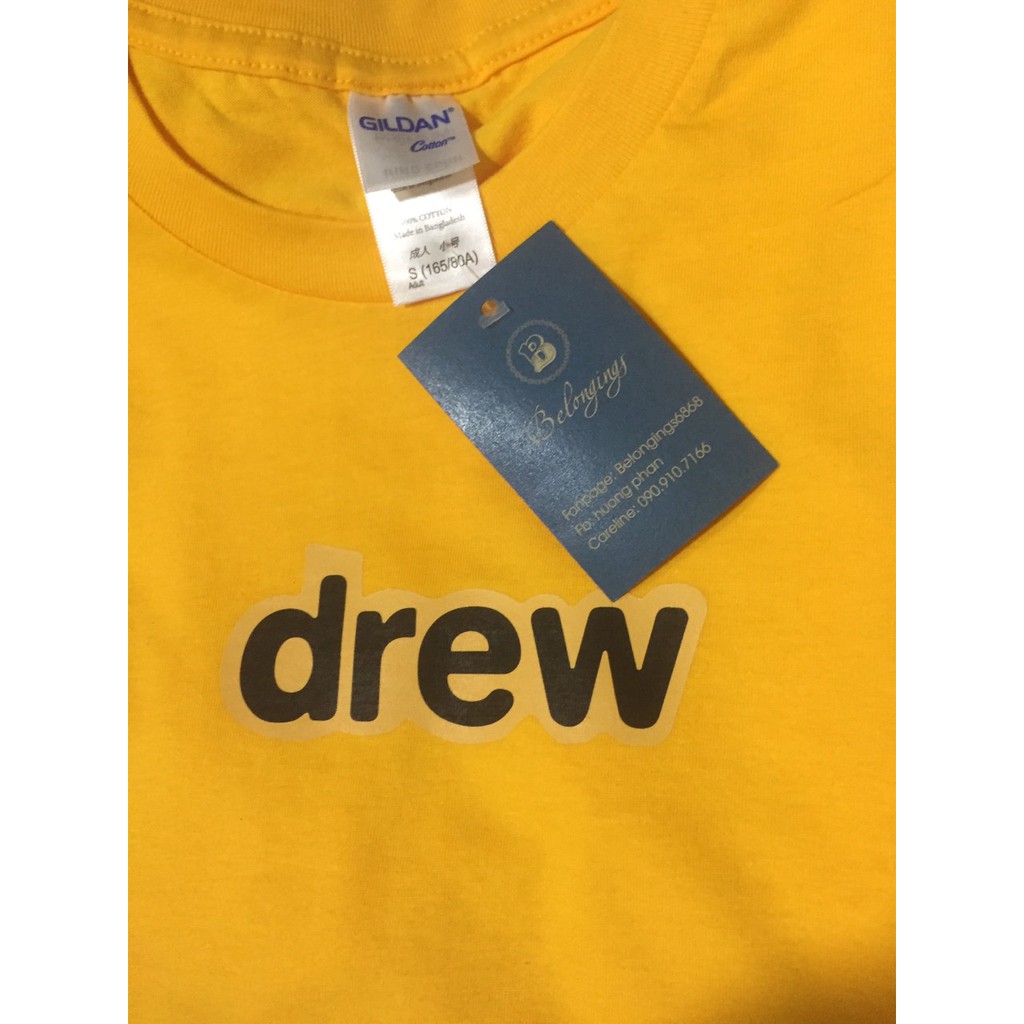 GILDAN®
Cotton™
100% COTTON
Made in Bangladesh
成人 小号
S (165/80A)
Adult
B
Belongings
Fanpage: Belongings6868
Fb: huong phan
Careline: 090.910.7166
drew